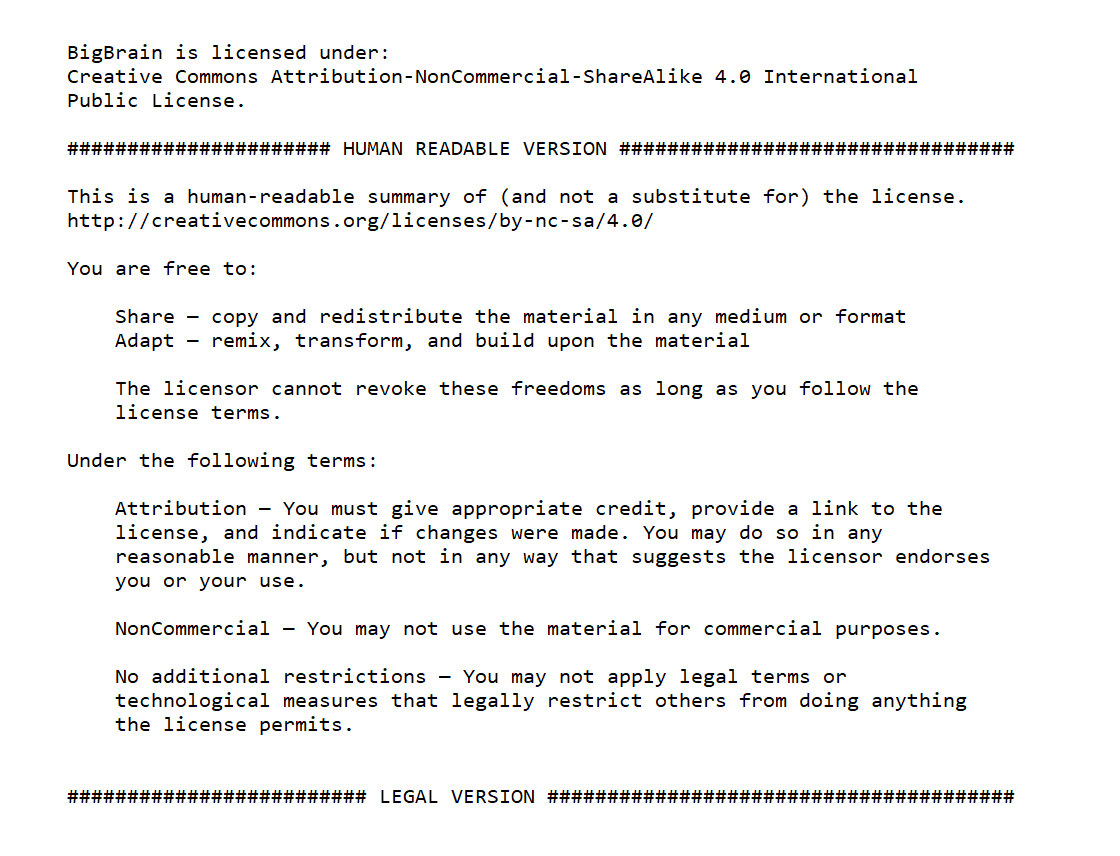 BigBrain is licensed under:
Creative Commons Attribution-NonCommercial-ShareAlike 4.0 International
Public License.
###################### HUMAN READABLE VERSION #################################
This is a human-readable summary of (and not a substitute for) the license.
http://creativecommons.org/licenses/by-nc-sa/4.0/
You are free to:
Share — copy and redistribute the material in any medium or format
Adapt — remix, transform, and build upon the material
The licensor cannot revoke these freedoms as long as you follow the
license terms.
Under the following terms:
Attribution — You must give appropriate credit, provide a link to the
license, and indicate if changes were made. You may do so in any
reasonable manner, but not in any way that suggests the licensor endorses
you or your use.
NonCommercial — You may not use the material for commercial purposes.
No additional restrictions — You may not apply legal terms or
technological measures that legally restrict others from doing anything
the license permits.
######################### LEGAL VERSION #######################################